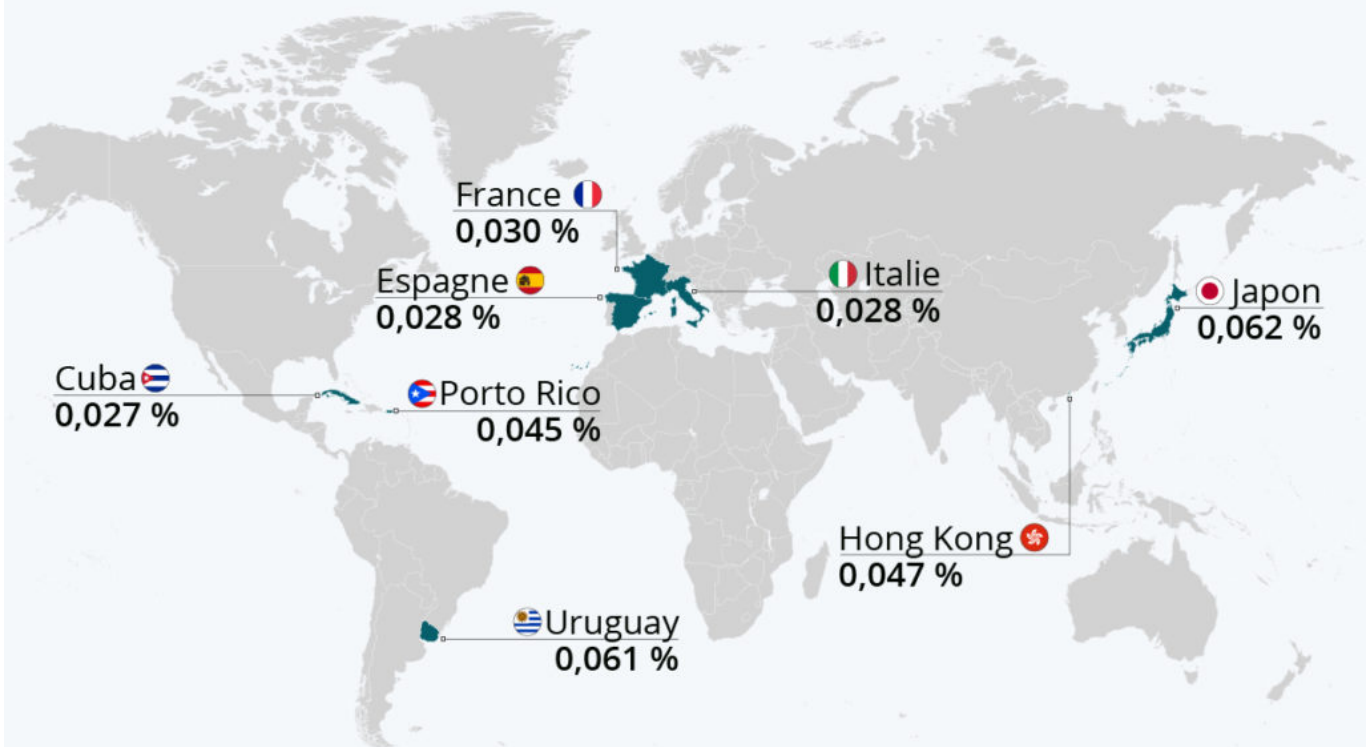 France
0,030 %
Espagne
0,028 %
Italie
0,028 %
Japon
0,062 %
Cuba
0,027 %
Porto Rico
0,045 %
Hong Kong
0,047 %
Uruguay
0,061 %